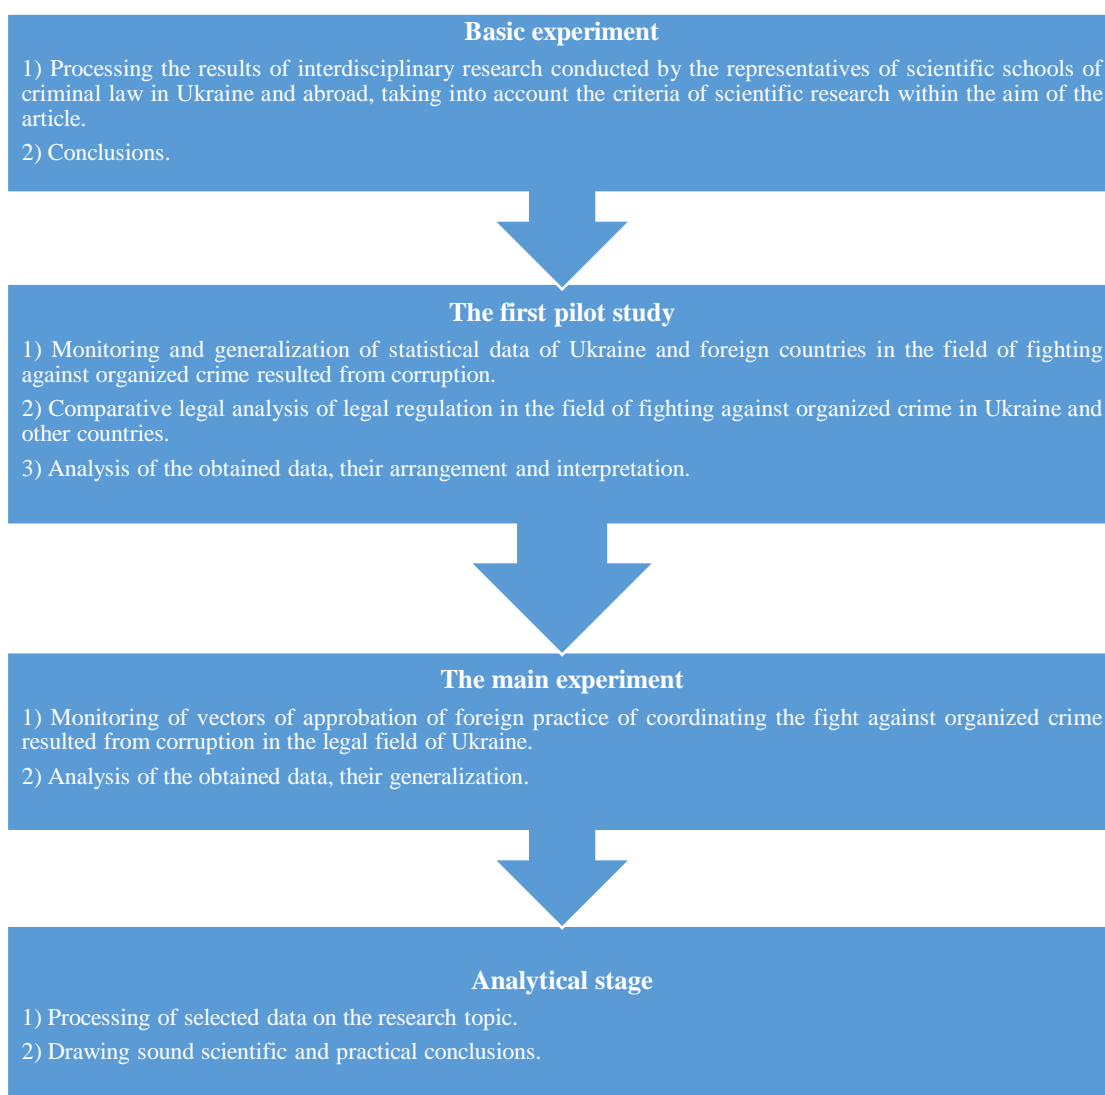 Basic experiment
1) Processing the results of interdisciplinary research conducted by the representatives of scientific schools of
criminal law in Ukraine and abroad, taking into account the criteria of scientific research within the aim of the
article.
2) Conclusions.
The first pilot study
1) Monitoring and generalization of statistical data of Ukraine and foreign countries in the field of fighting
against organized crime resulted from corruption.
2) Comparative legal analysis of legal regulation in the field of fighting against organized crime in Ukraine and
other countries.
3) Analysis of the obtained data, their arrangement and interpretation.
The main experiment
1) Monitoring of vectors of approbation of foreign practice of coordinating the fight against organized crime
resulted from corruption in the legal field of Ukraine.
2) Analysis of the obtained data, their generalization.
Analytical stage
1) Processing of selected data on the research topic.
2) Drawing sound scientific and practical conclusions.